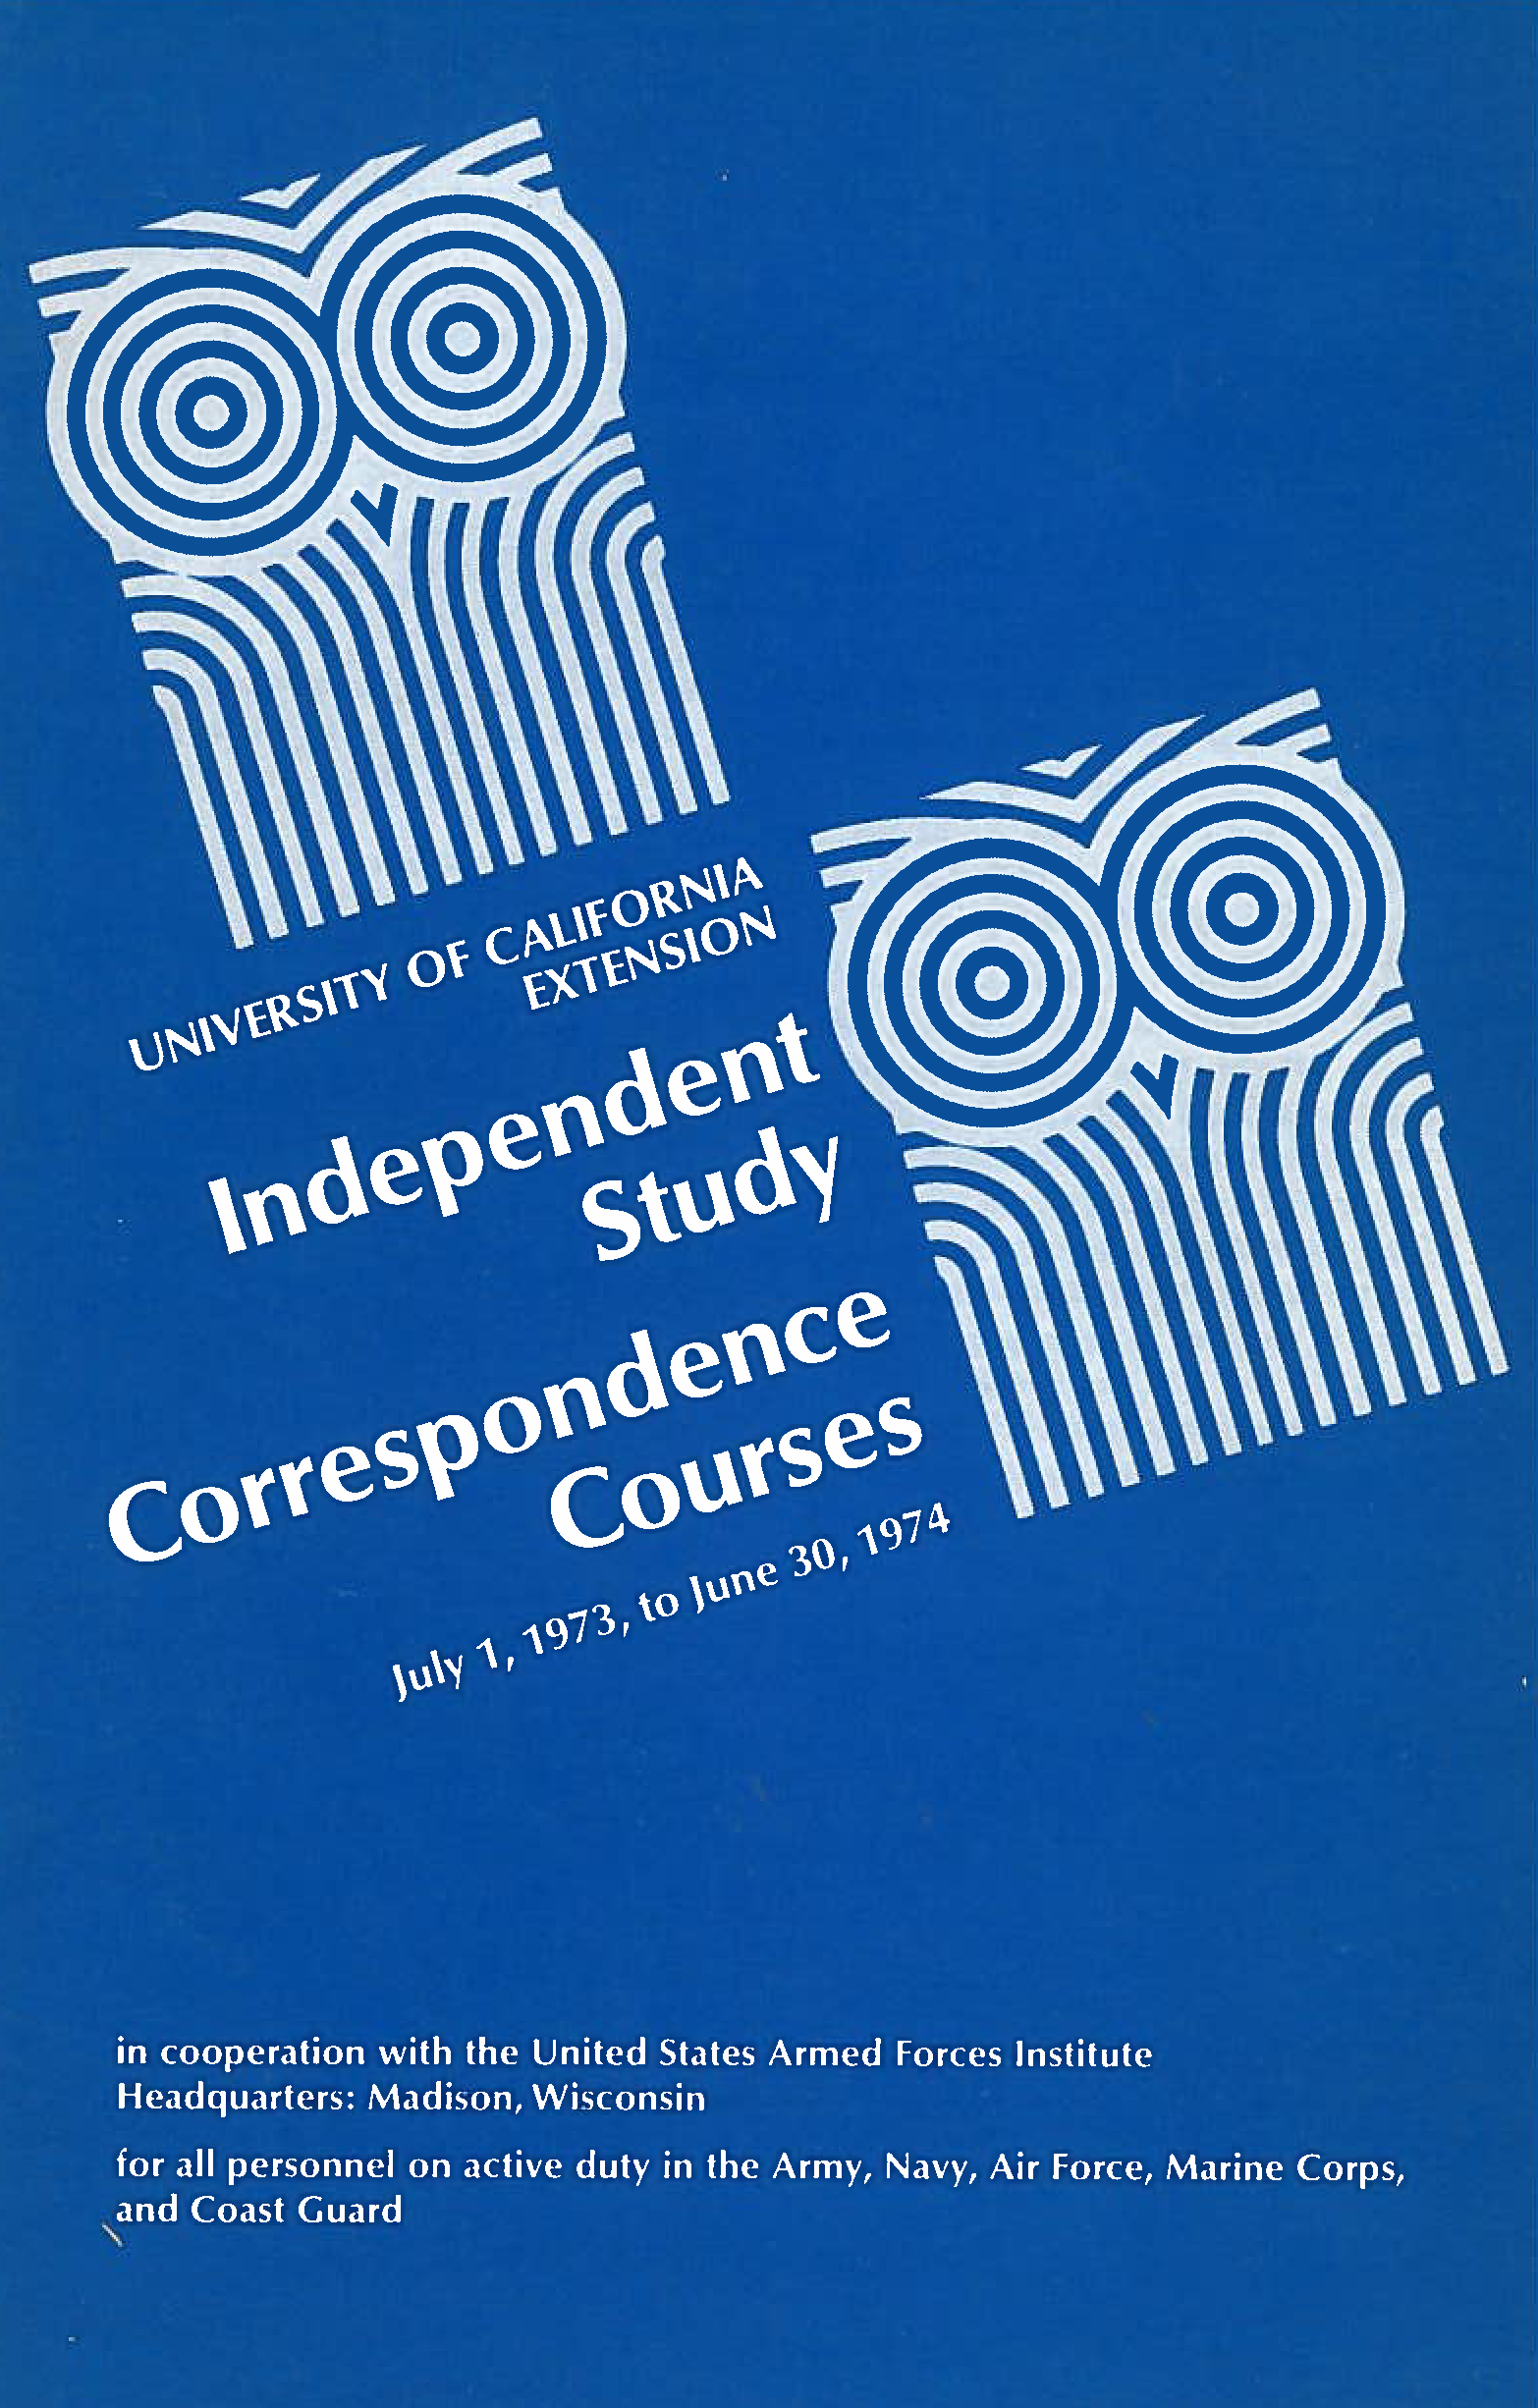 UNIVERSITY OF CALIFORNIA
EXTENSION
Independent
Study
Correspondence
Courses
July 1, 1973, to June 30, 1974
in cooperation with the United States Armed Forces Institute
Headquarters: Madison, Wisconsin
for all personnel on active duty in the Army, Navy, Air Force, Marine Corps,
and Coast Guard